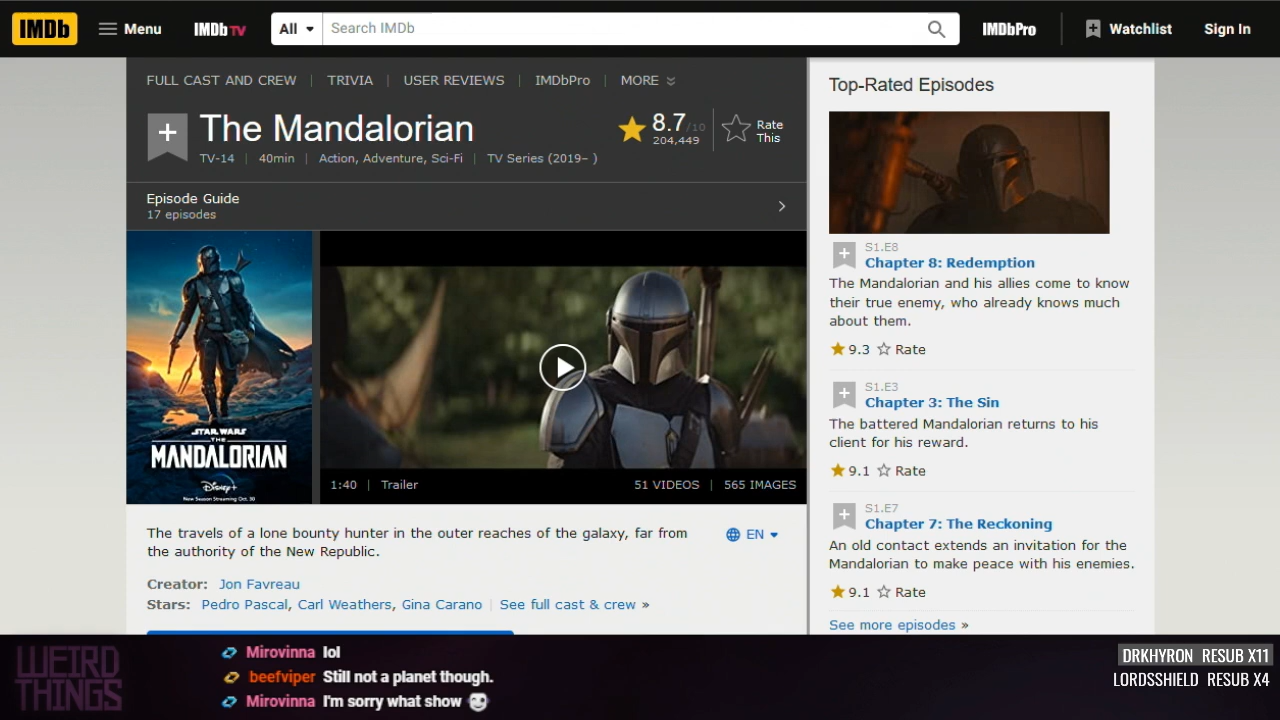 IMDb Menu IMDb TV All Search IMDb IMDbPro Watchlist Sign In
FULL CAST AND CREW | TRIVIA | USER REVIEWS | IMDbPro | MORE
The Mandalorian
8.7/10
204,449
Rate
This
TV-14 | 40min | Action, Adventure, Sci-Fi | TV Series (2019– )
Episode Guide
17 episodes
STAR WARS
THE
MANDALORIAN
Disney+
New Season Streaming Oct. 30
1:40 | Trailer 51 VIDEOS | 565 IMAGES
The travels of a lone bounty hunter in the outer reaches of the galaxy, far from
the authority of the New Republic.
EN
Creator: Jon Favreau
Stars: Pedro Pascal, Carl Weathers, Gina Carano | See full cast & crew »
Top-Rated Episodes
S1.E8
Chapter 8: Redemption
The Mandalorian and his allies come to know
their true enemy, who already knows much
about them.
9.3 Rate
S1.E3
Chapter 3: The Sin
The battered Mandalorian returns to his
client for his reward.
9.1 Rate
S1.E7
Chapter 7: The Reckoning
An old contact extends an invitation for the
Mandalorian to make peace with his enemies.
9.1 Rate
See more episodes »
WEIRD
THINGS
Mirovinna lol
beefviper Still not a planet though.
Mirovinna I'm sorry what show
DRKHYRON RESUB X11
LORDSSHIELD RESUB X4